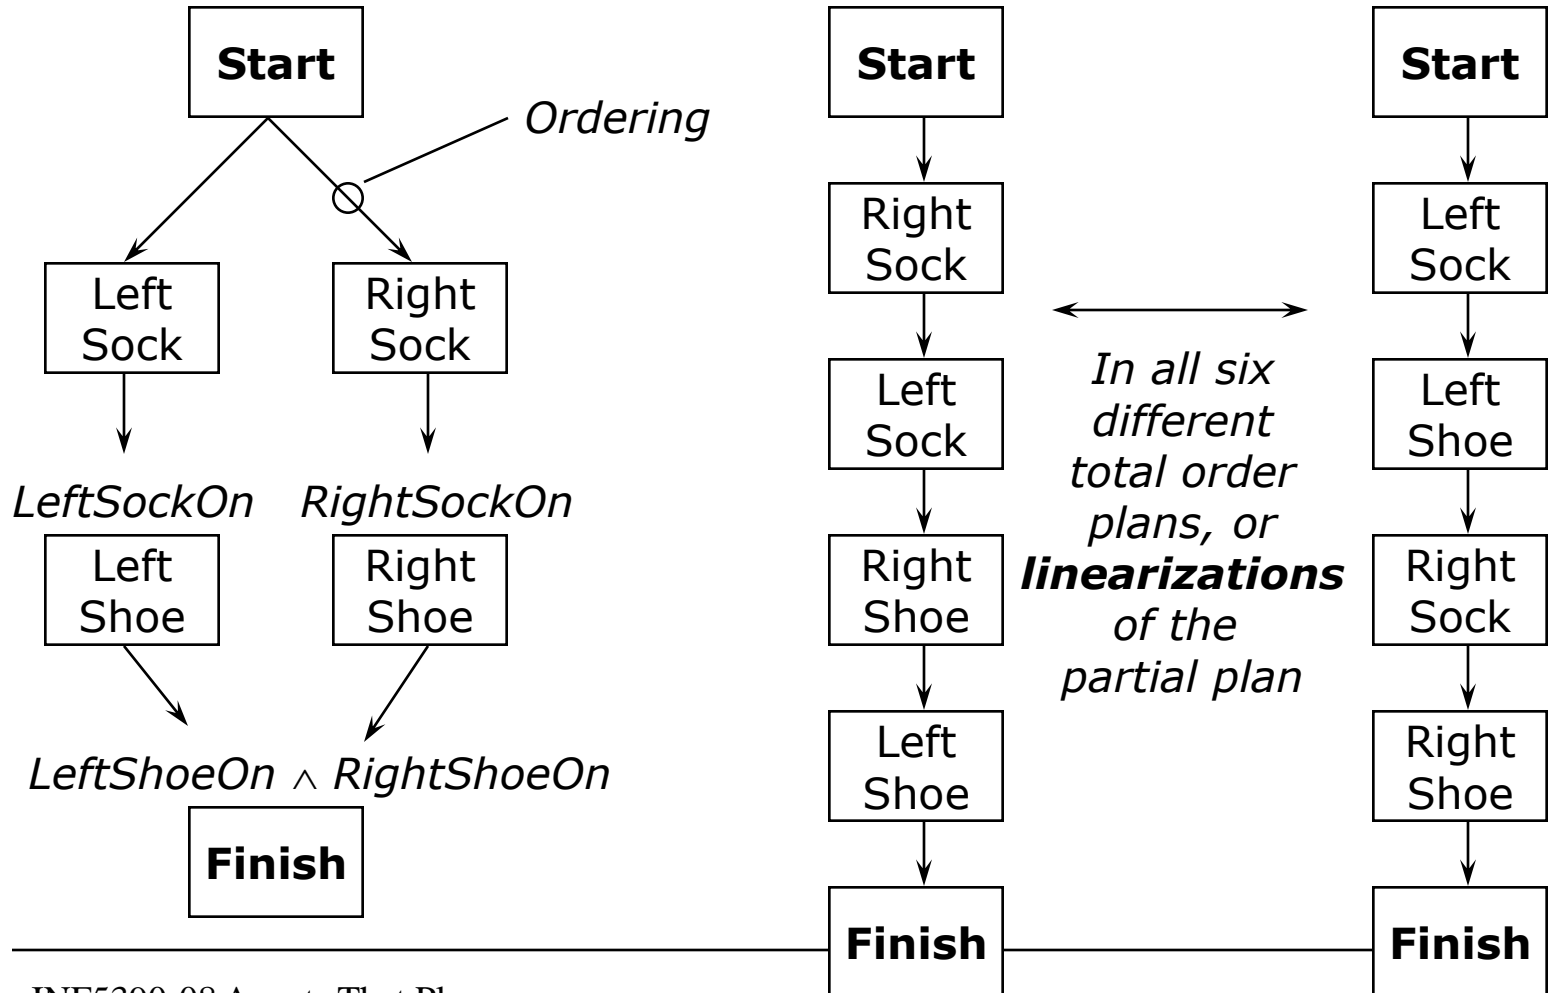 Start
Ordering
Left
Sock
Right
Sock
LeftSockOn
RightSockOn
Left
Shoe
Right
Shoe
LeftShoeOn ∧ RightShoeOn
Finish
Start
Right
Sock
Left
Sock
Right
Shoe
Left
Shoe
Finish
In all six
different
total order
plans, or
linearizations
of the
partial plan
Start
Left
Sock
Left
Shoe
Right
Sock
Right
Shoe
Finish